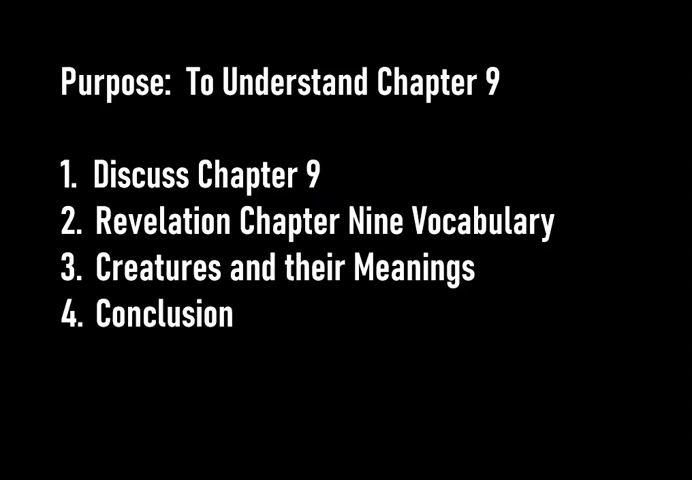 Purpose:  To Understand Chapter 9
1.  Discuss Chapter 9
2.  Revelation Chapter Nine Vocabulary
3.  Creatures and their Meanings
4.  Conclusion